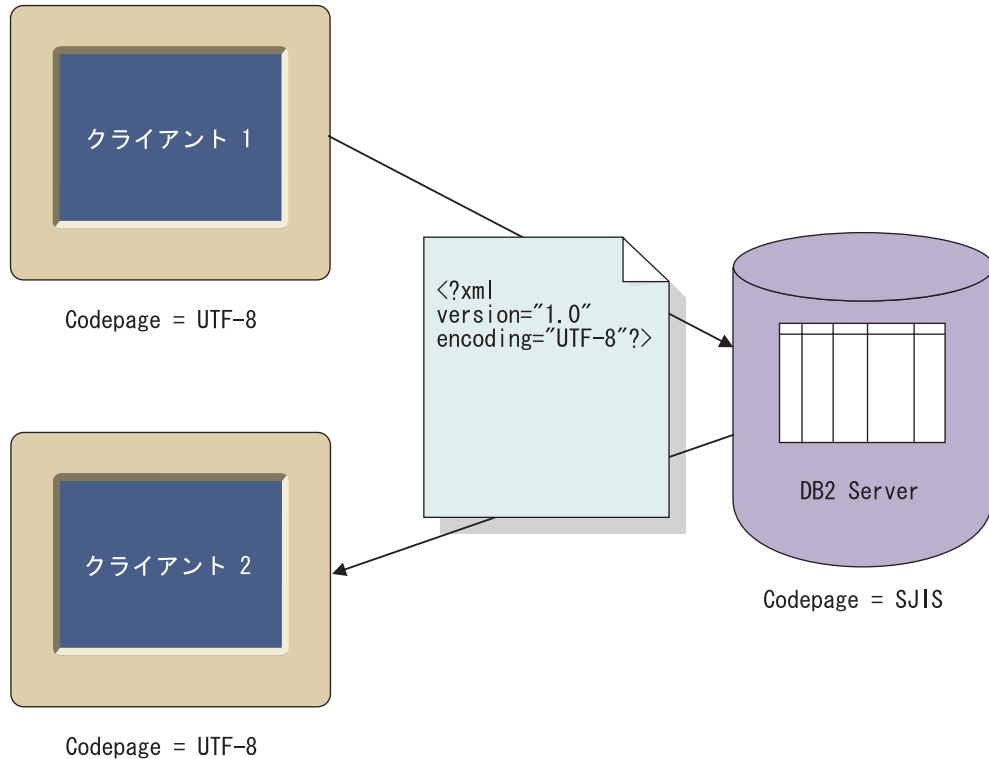 クライアント 1
Codepage = UTF-8
<?xml
version="1.0"
encoding="UTF-8"?>
DB2 Server
Codepage = SJIS
クライアント 2
Codepage = UTF-8